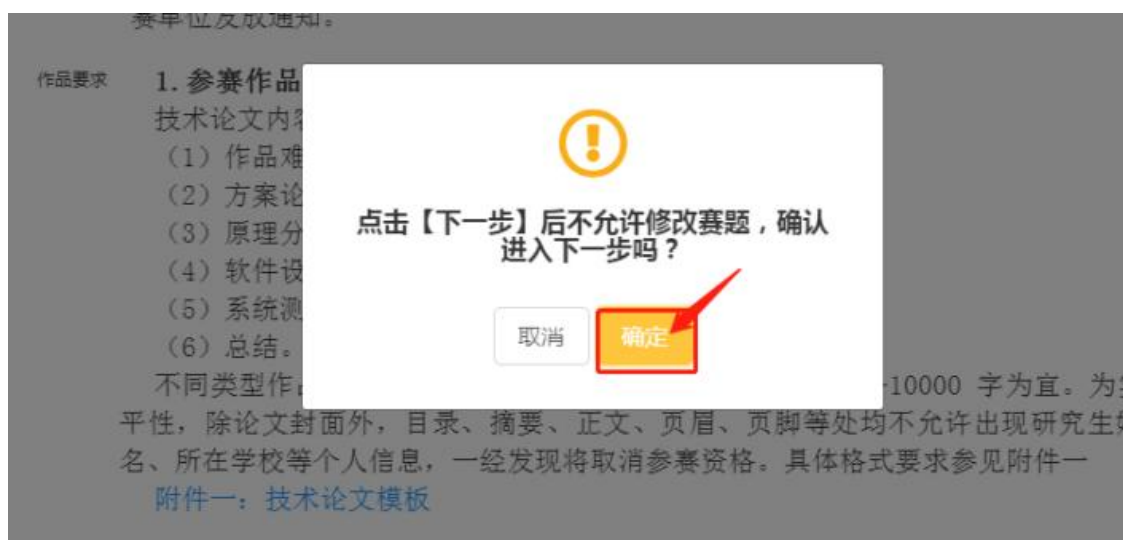 赛单位发放通知。
作品要求 1. 参赛作品
技术论文内容
（1）作品难
（2）方案论
（3）原理分
（4）软件设
（5）系统测
（6）总结。
点击【下一步】后不允许修改赛题，确认
进入下一步吗？
取消 确定
不同类型作品 10000 字为宜。为实
平性，除论文封面外，目录、摘要、正文、页眉、页脚等处均不允许出现研究生姓
名、所在学校等个人信息，一经发现将取消参赛资格。具体格式要求参见附件一
附件一：技术论文模板